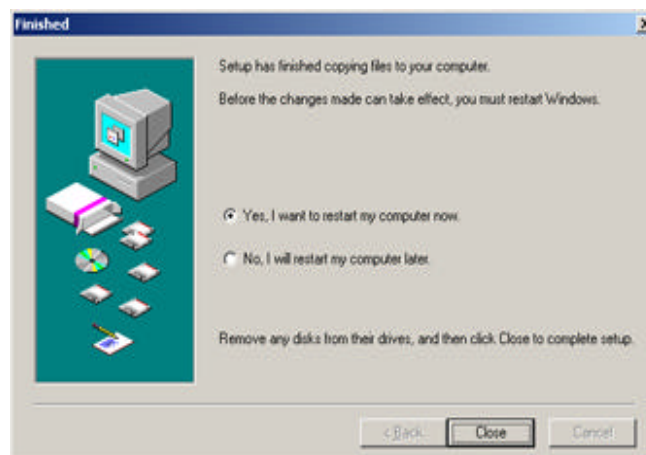 Finished
Setup has finished copying files to your computer.
Before the changes made can take effect, you must restart Windows.
Yes, I want to restart my computer now.
No, I will restart my computer later.
Remove any disks from their drives, and then click Close to complete setup.
< Back
Close
Cancel